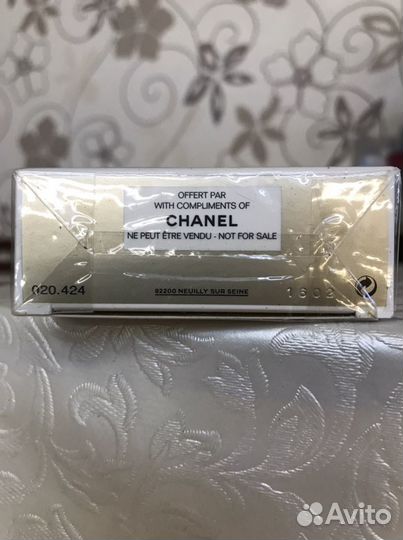 OFFERT PAR
WITH COMPLIMENTS OF
CHANEL
NE PEUT ÊTRE VENDU - NOT FOR SALE
020.424 92200 NEUILLY SUR SEINE 1602
Avito